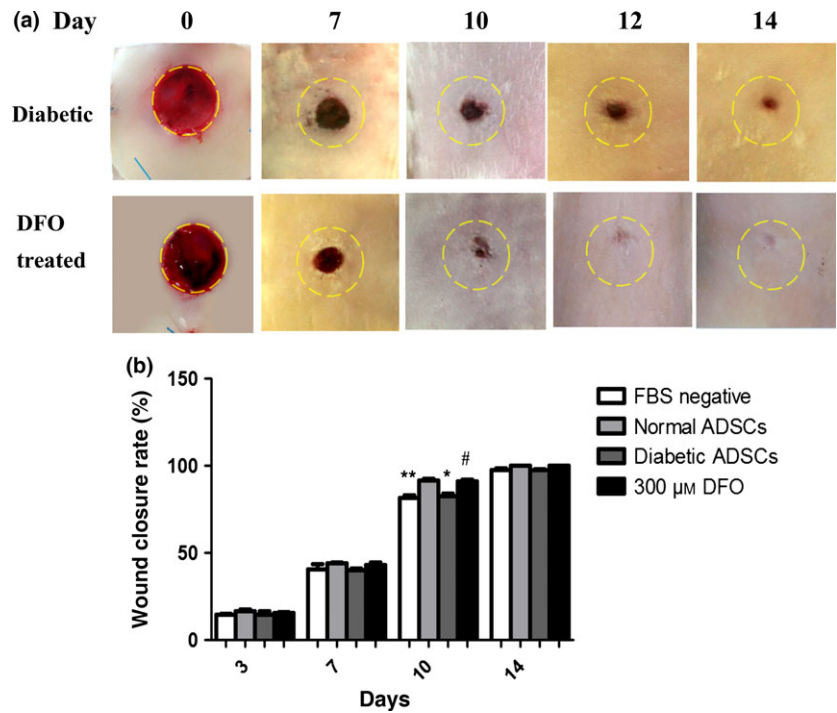 (a) Day 0 7 10 12 14
Diabetic
DFO
treated
(b)
150
100
50
0
Wound closure rate (%)
** * #
3 7 10 14
Days
FBS negative
Normal ADSCs
Diabetic ADSCs
300 μM DFO